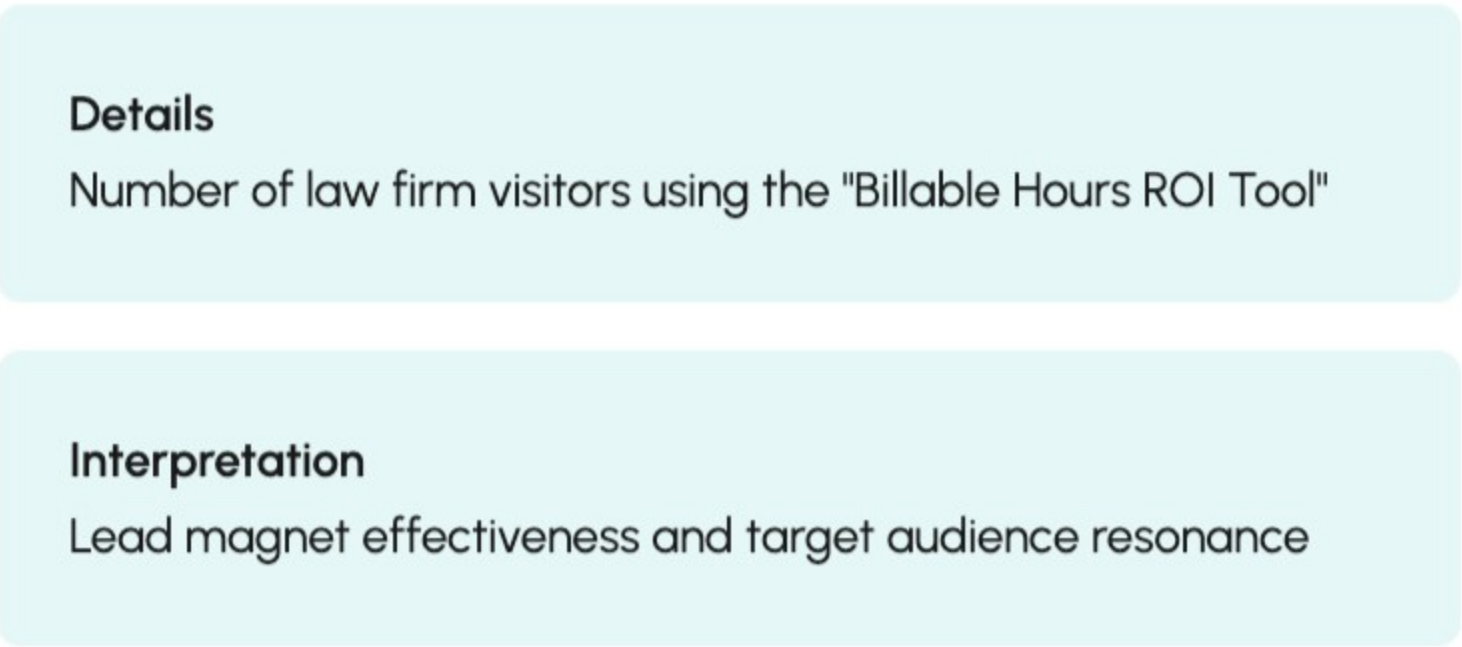 Details
Number of law firm visitors using the "Billable Hours ROI Tool"
Interpretation
Lead magnet effectiveness and target audience resonance